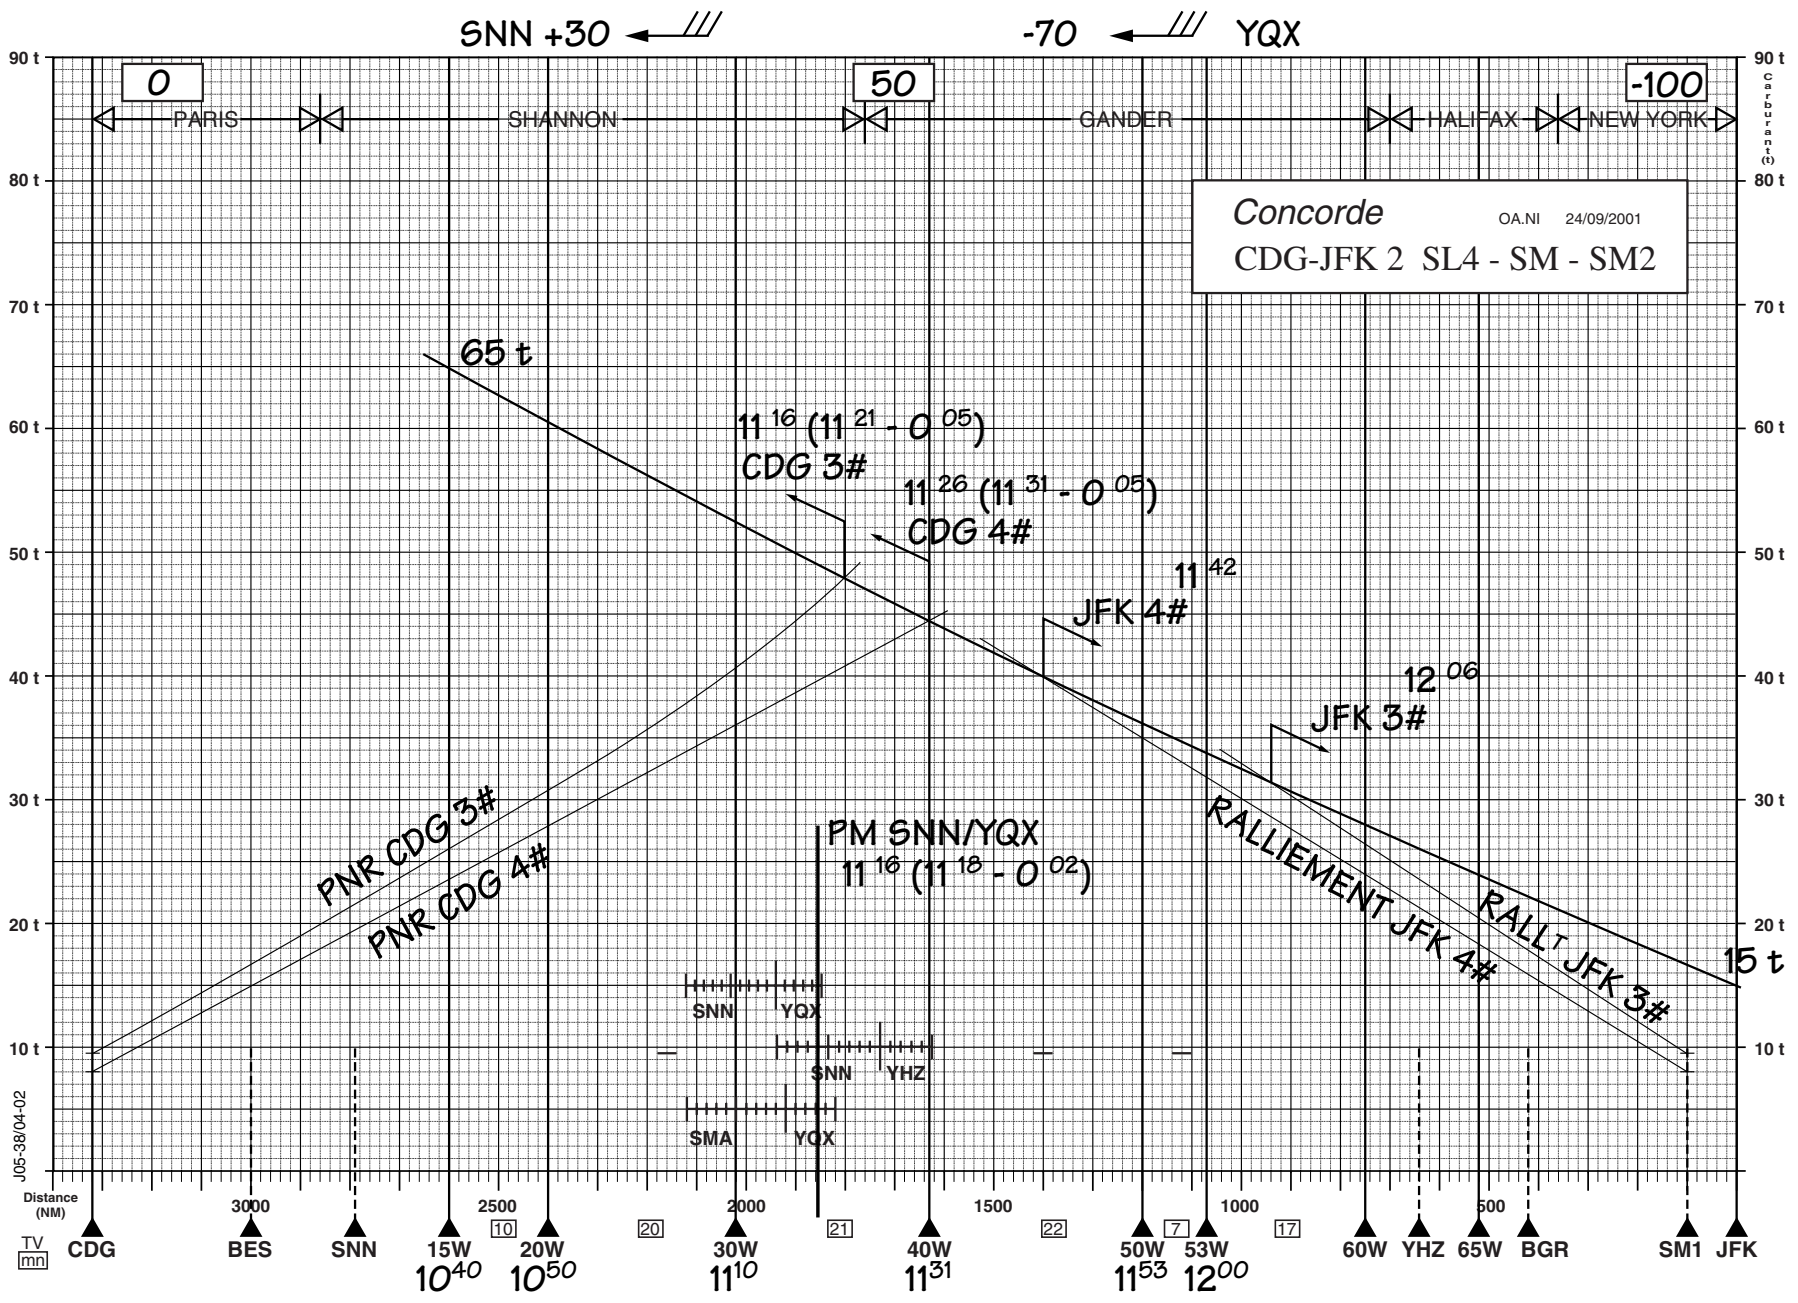 SNN +30 -70 YQX
90 t 90 t
0 50 -100
Carburant (t)
PARIS SHANNON GANDER HALIFAX NEW YORK
80 t 80 t
Concorde OA.NI 24/09/2001
CDG-JFK 2 SL4 - SM - SM2
70 t 70 t
65 t
60 t 60 t
11 16 (11 21 - 0 05)
CDG 3#
11 26 (11 31 - 0 05)
CDG 4#
50 t 50 t
11 42
JFK 4#
40 t 40 t
12 06
JFK 3#
30 t 30 t
PNR CDG 3#
PNR CDG 4#
PM SNN/YQX
11 16 (11 18 - 0 02)
RALLIEMENT JFK 4#
RALLT JFK 3#
20 t 20 t
15 t
SNN YQX
10 t 10 t
SNN YHZ
SMA YQX
J05-38/04-02
Distance
(NM)
3000 2500 2000 1500 1000 500
TV
mn
10 20 21 22 7 17
CDG BES SNN 15W 20W 30W 40W 50W 53W 60W YHZ 65W BGR SM1 JFK
10 40 10 50 11 10 11 31 11 53 12 00